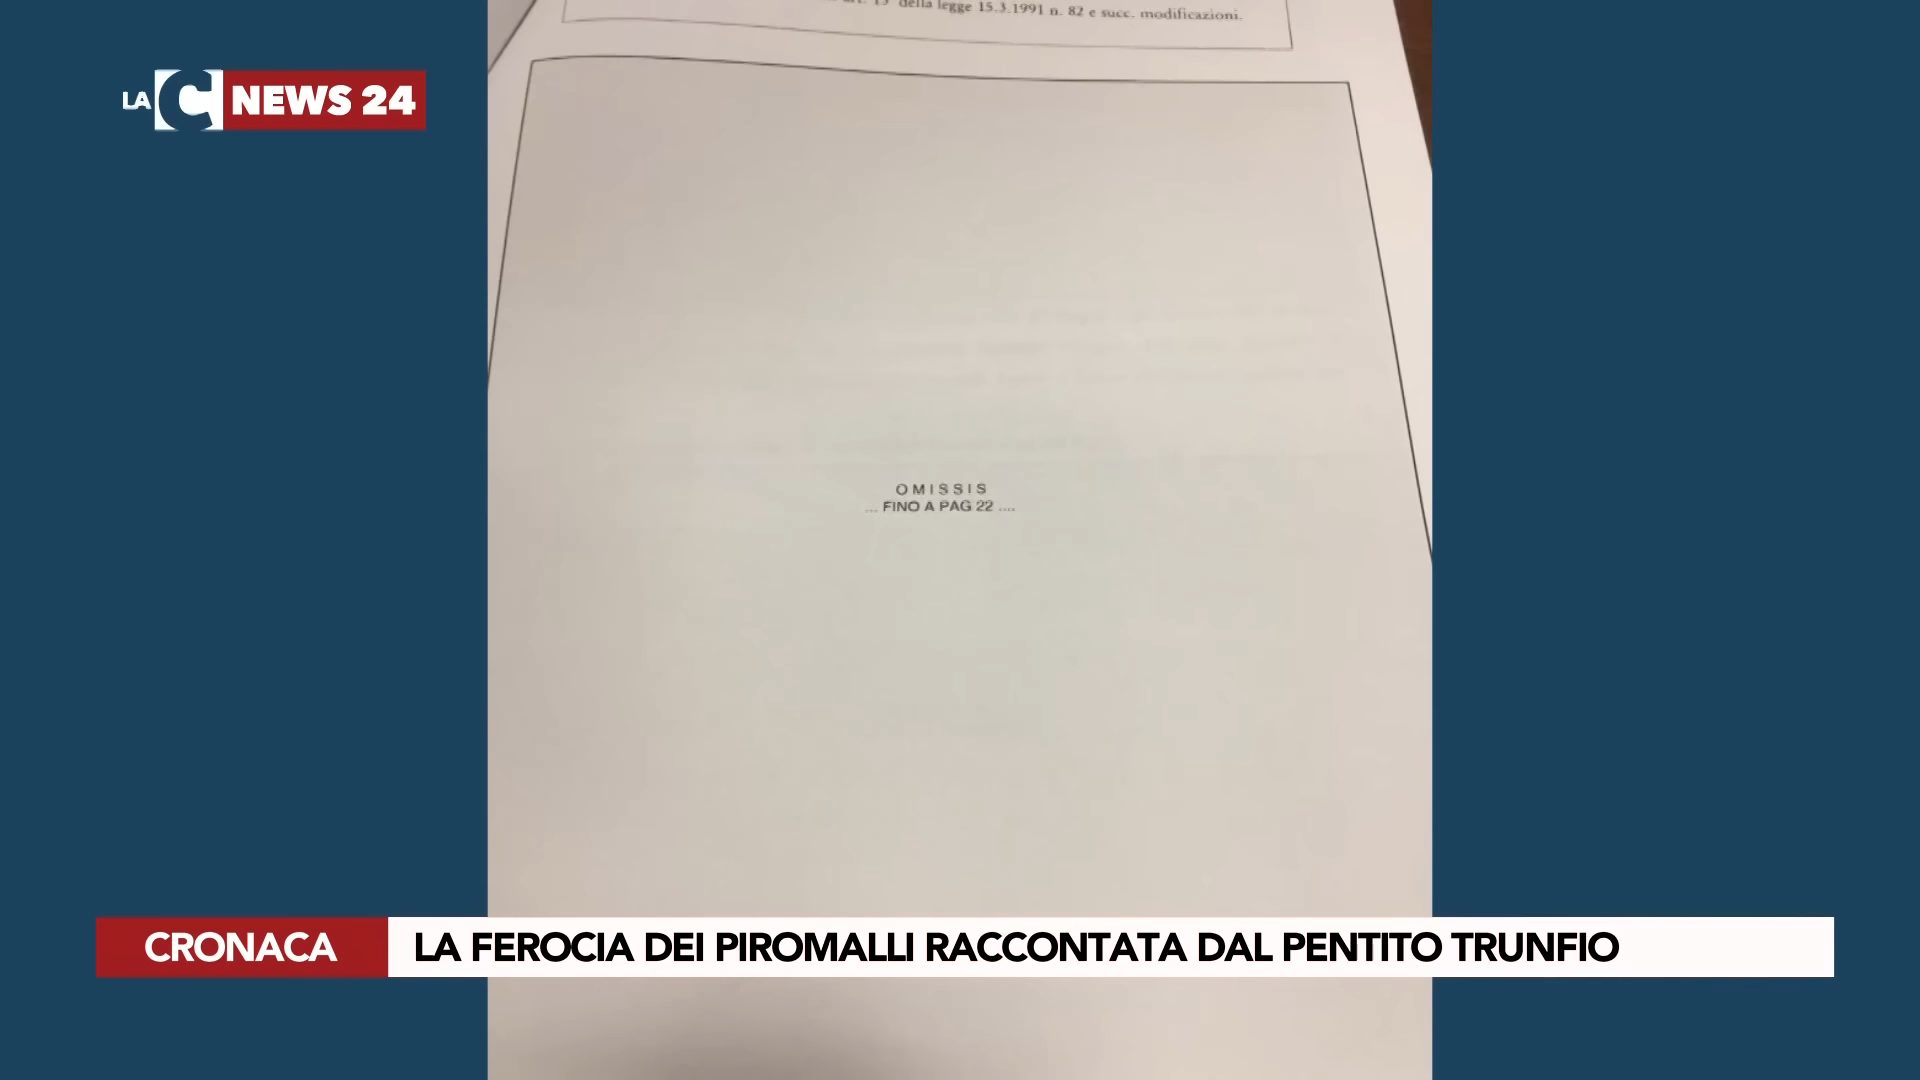 della legge 15.3.1991 n. 82 e succ. modificazioni.
LA C NEWS 24
OMISSIS
... FINO A PAG 22 ....
CRONACA
LA FEROCIA DEI PIROMALLI RACCONTATA DAL PENTITO TRUNFIO